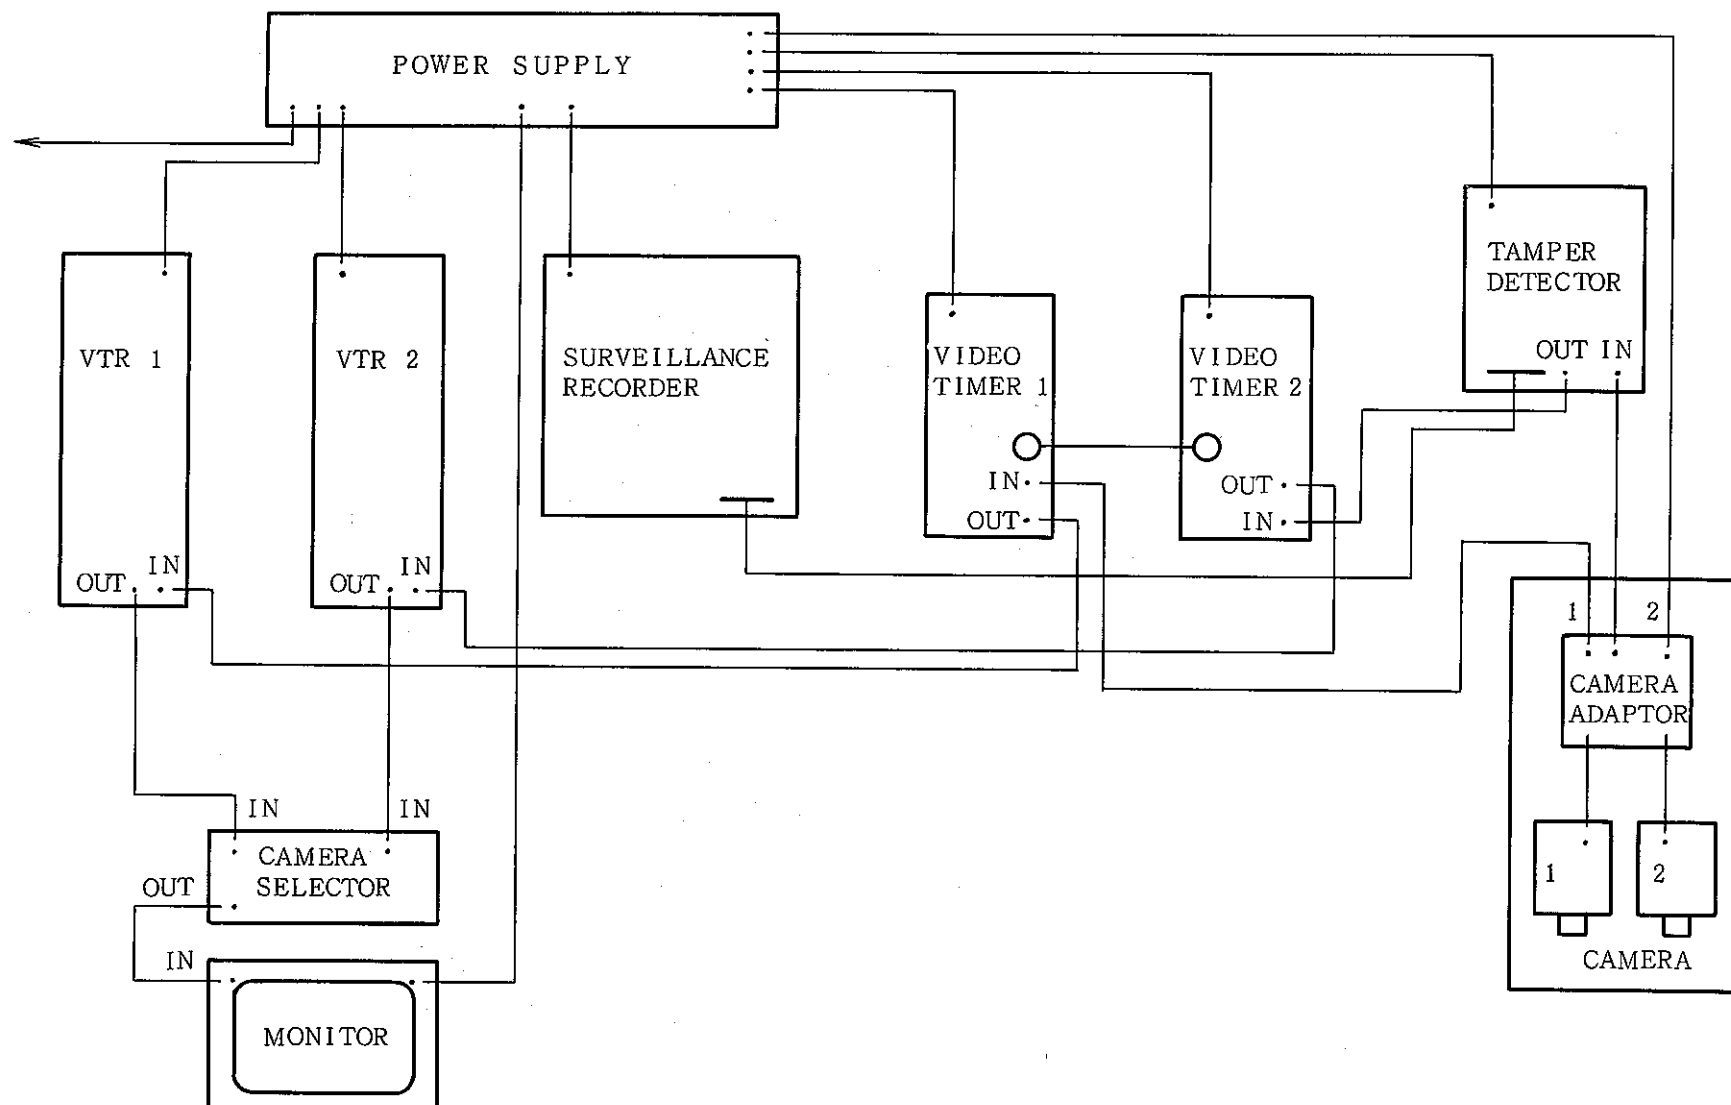 POWER SUPPLY
TAMPER
DETECTOR
OUT IN
VTR 1
VTR 2
SURVEILLANCE
RECORDER
VIDEO
TIMER 1
VIDEO
TIMER 2
IN
OUT
OUT
IN
OUT
IN
OUT
IN
1
2
CAMERA
ADAPTOR
IN
IN
CAMERA
SELECTOR
OUT
1
2
CAMERA
IN
MONITOR